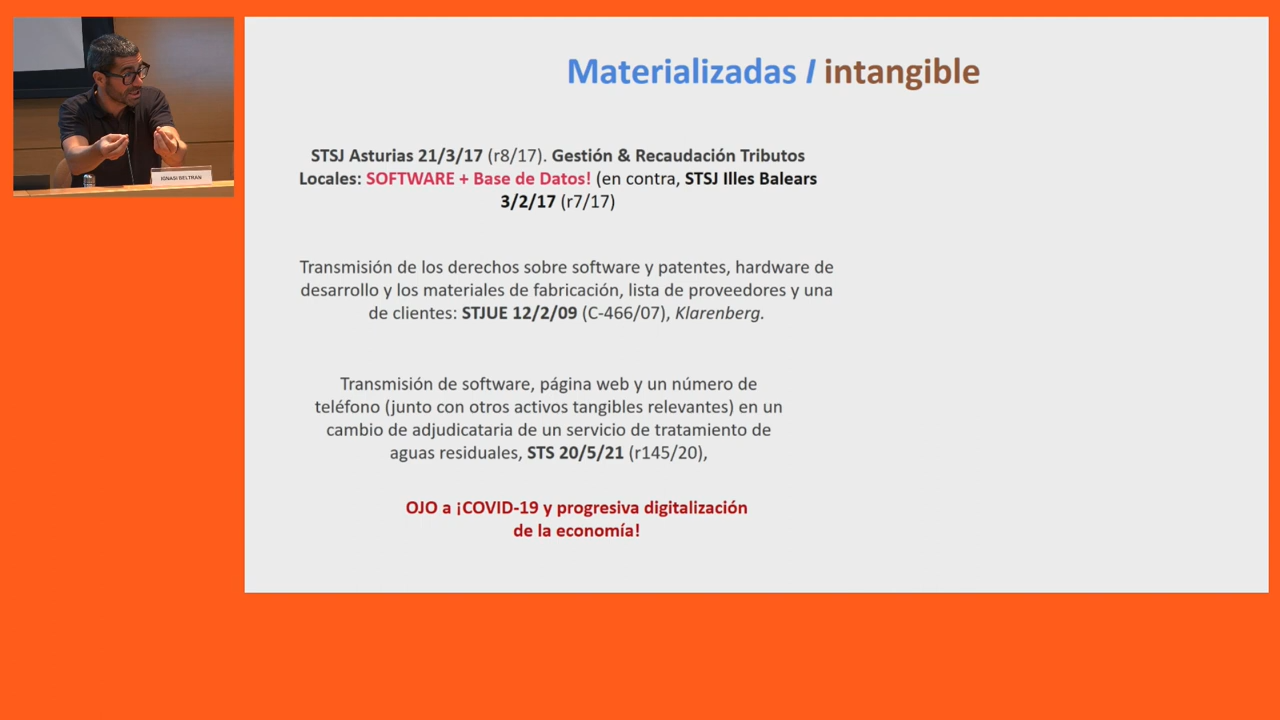 IGNASI BELTRAN
Materializadas / intangible
STSJ Asturias 21/3/17 (r8/17). Gestión & Recaudación Tributos
Locales: SOFTWARE + Base de Datos! (en contra, STSJ Illes Balears
3/2/17 (r7/17)
Transmisión de los derechos sobre software y patentes, hardware de
desarrollo y los materiales de fabricación, lista de proveedores y una
de clientes: STJUE 12/2/09 (C-466/07), Klarenberg.
Transmisión de software, página web y un número de
teléfono (junto con otros activos tangibles relevantes) en un
cambio de adjudicataria de un servicio de tratamiento de
aguas residuales, STS 20/5/21 (r145/20),
OJO a ¡COVID-19 y progresiva digitalización
de la economía!